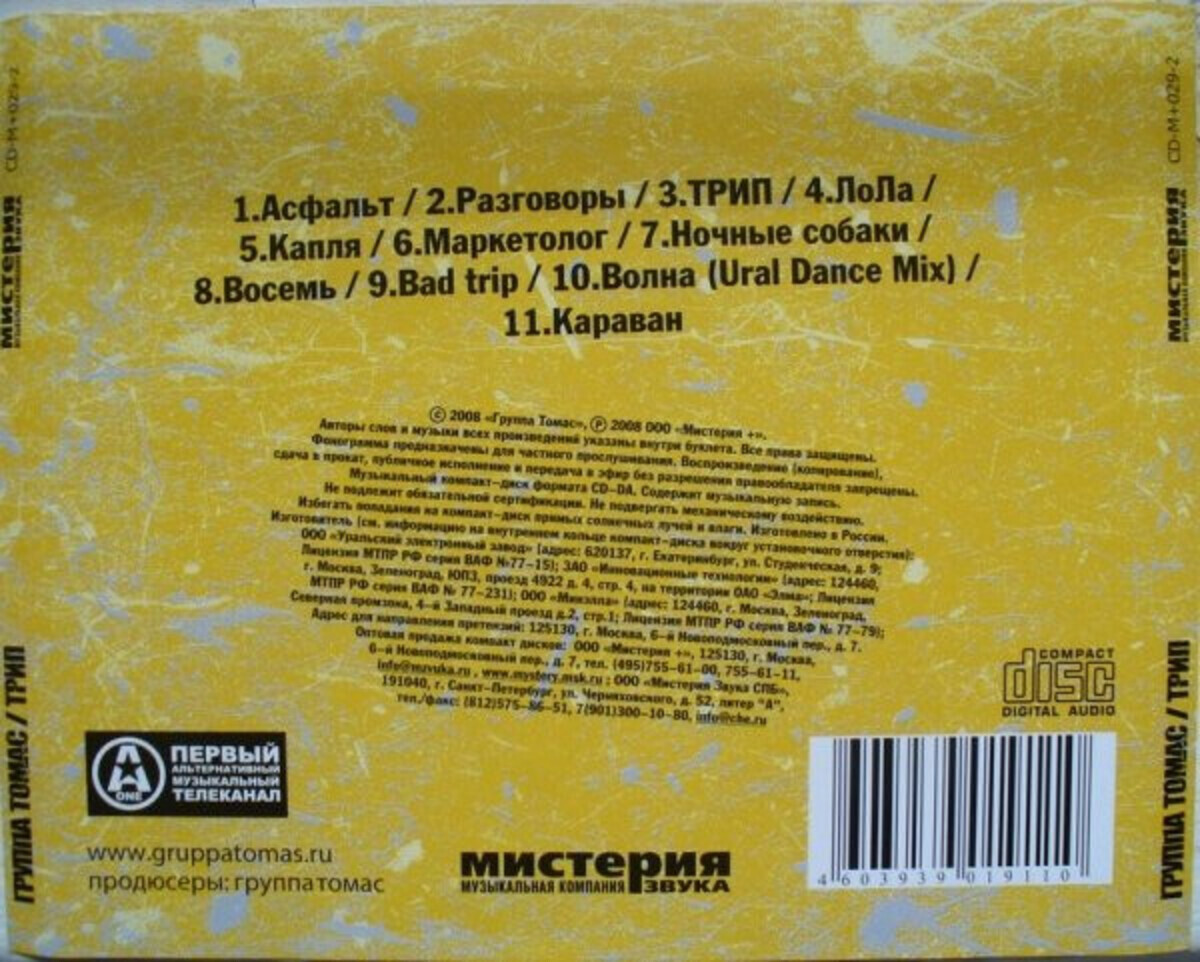 1.Асфальт / 2.Разговоры / 3.ТРИП / 4.ЛоЛа /
5.Капля / 6.Маркетолог / 7.Ночные собаки /
8.Восемь / 9.Bad trip / 10.Волна (Ural Dance Mix) /
11.Караван
© 2008 «Группа Томас», ℗ 2008 ООО «Мистерия +».
Авторы слов и музыки всех произведений указаны внутри буклета. Все права защищены.
Фонограмма предназначены для частного прослушивания. Воспроизведение (копирование),
сдача в прокат, публичное исполнение и передача в эфир без разрешения правообладателя запрещены.
Музыкальный компакт-диск формата CD-DA. Содержит музыкальную запись.
Не подлежит обязательной сертификации. Не подвергать механическому воздействию.
Избегать попадания на компакт-диск прямых солнечных лучей и влаги. Изготовлено в России.
Изготовитель (см. информацию на внутреннем кольце компакт-диска вокруг установочного отверстия):
ООО «Уральский электронный завод» (адрес: 620137, г. Екатеринбург, ул. Студенческая, д. 9;
Лицензия МТПР РФ серия ВАФ №77-15); ЗАО «Инновационные технологии» (адрес: 124460,
г. Москва, Зеленоград, ЮПЗ, проезд 4922 д. 4, стр. 4, на территории ОАО «Элма»; Лицензия
МТПР РФ серия ВАФ № 77-231); ООО «Микэлла» (адрес: 124460, г. Москва, Зеленоград,
Северная промзона, 4-й Западный проезд д.2, стр.1; Лицензия МТПР РФ серия ВАФ № 77-79);
Адрес для направления претензий: 125130, г. Москва, 6-й Новоподмосковный пер., д. 7.
Оптовая продажа компакт дисков: ООО «Мистерия +», 125130, г. Москва,
6-й Новоподмосковный пер., д. 7, тел. (495)755-61-00, 755-61-11,
info@muvuka.ru , www.mystery.msk.ru ; ООО «Мистерия Звука СПБ»,
191040, г. Санкт-Петербург, ул. Черняховского, д. 52, литер "А",
тел./факс: (812)575-86-51, 7(901)300-10-80, info@che.ru
COMPACT
disc
DIGITAL AUDIO
A ONE
ПЕРВЫЙ
АЛЬТЕРНАТИВНЫЙ
МУЗЫКАЛЬНЫЙ
ТЕЛЕКАНАЛ
www.gruppatomas.ru
продюсеры: группа томас
мистерия
МУЗЫКАЛЬНАЯ КОМПАНИЯ ЗВУКА
4 603939 019110
ГРУППА ТОМАС / ТРИП
мистерия
ЗВУКА
CD-M+029-2
ГРУППА ТОМАС / ТРИП
мистерия
ЗВУКА
CD-M+029-2